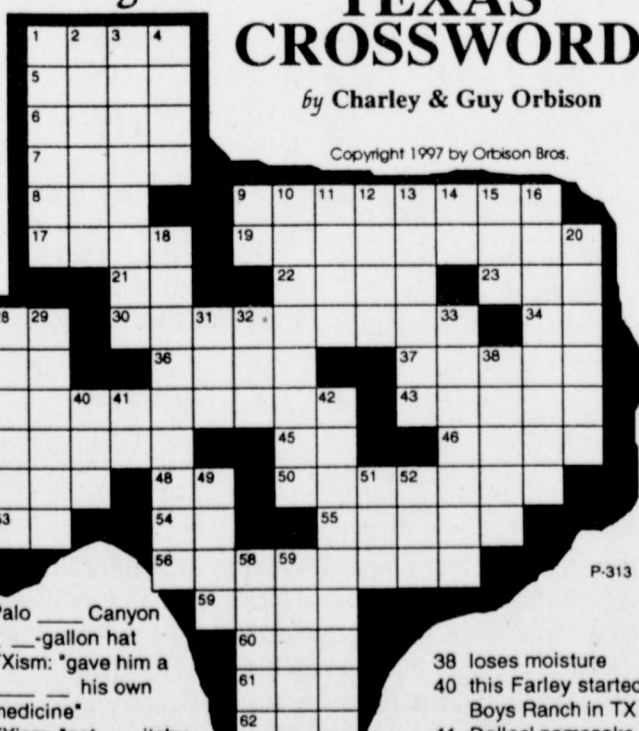 TEXAS
CROSSWORD
by Charley & Guy Orbison
Copyright 1997 by Orbison Bros.
1 2 3 4
5
6
7
8 9 10 11 12 13 14 15 16
17 18 19 20
21 22 23
28 29 30 31 32 33 34
36 37 38
40 41 42 43
45 46
48 49 50 51 52
53 54 55
56 58 59
P-313
59
60
61
62
Palo ____ Canyon
__-gallon hat
TXism: "gave him a
____ __ his own
medicine"
38 loses moisture
40 this Farley started
Boys Ranch in TX